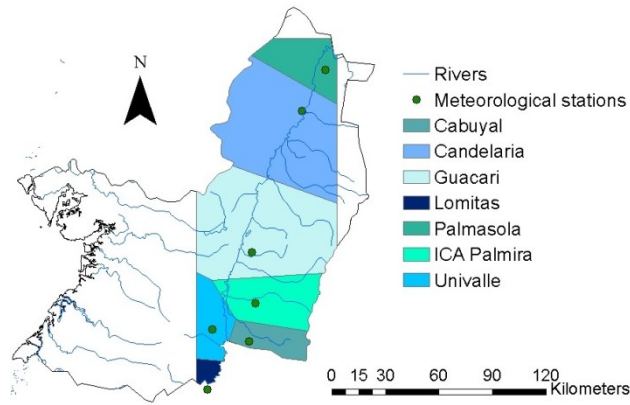 N
Rivers
Meteorological stations
Cabuyal
Candelaria
Guacari
Lomitas
Palmasola
ICA Palmira
Univalle
0 15 30 60 90 120
Kilometers